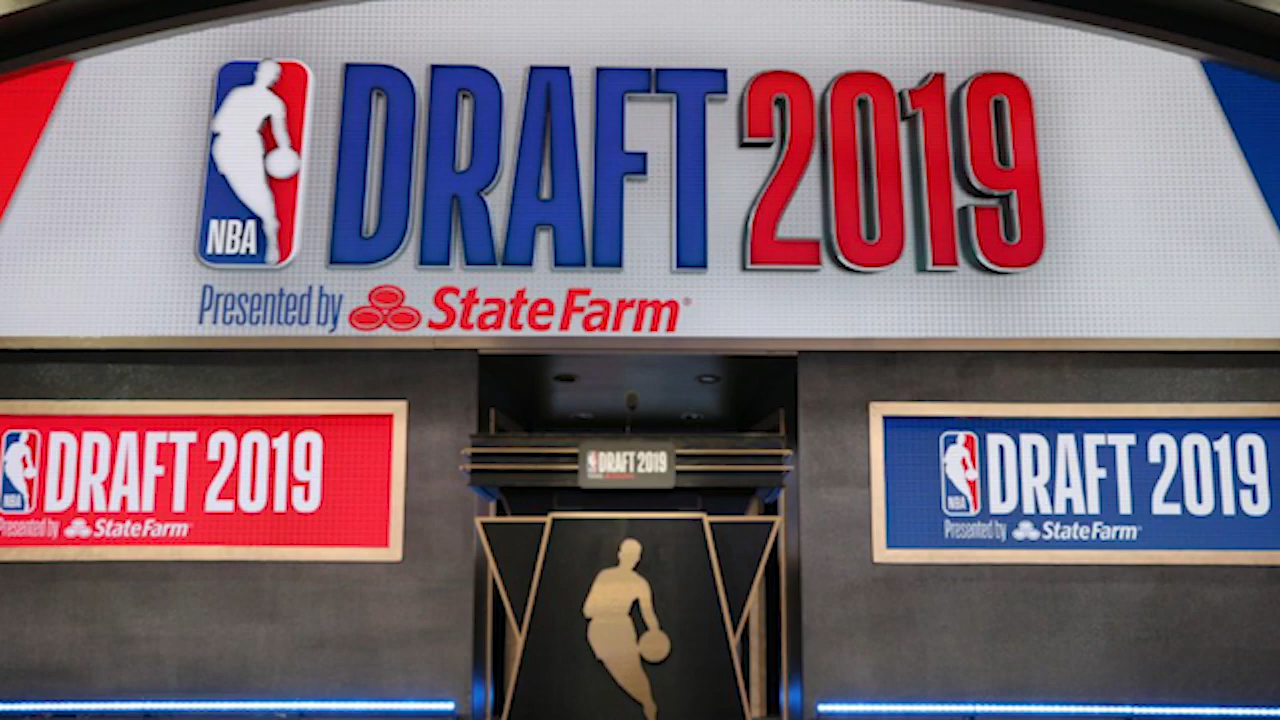 NBA DRAFT 2019
Presented by StateFarm®
NBA DRAFT 2019
Presented by StateFarm
DRAFT 2019
NBA DRAFT 2019
Presented by StateFarm